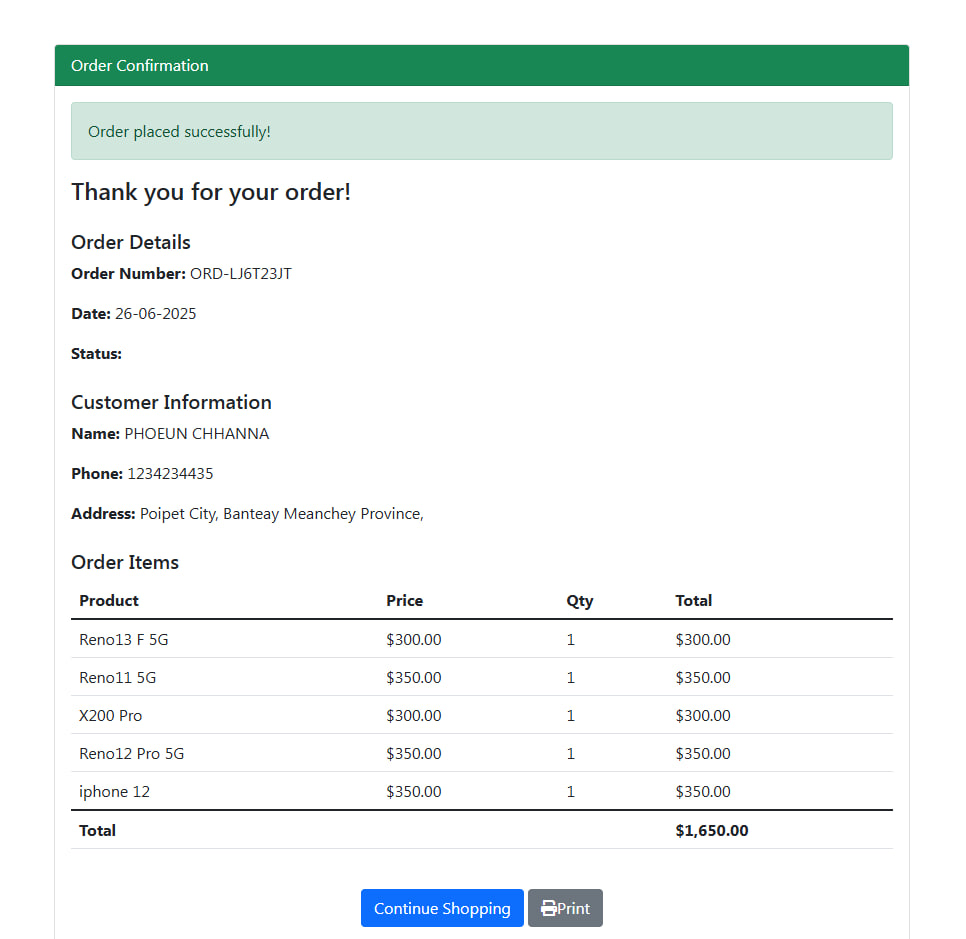 Order Confirmation
Order placed successfully!
Thank you for your order!
Order Details
Order Number: ORD-LJ6T23JT
Date: 26-06-2025
Status:
Customer Information
Name: PHOEUN CHHANNA
Phone: 1234234435
Address: Poipet City, Banteay Meanchey Province,
Order Items
Product Price Qty Total
Reno13 F 5G $300.00 1 $300.00
Reno11 5G $350.00 1 $350.00
X200 Pro $300.00 1 $300.00
Reno12 Pro 5G $350.00 1 $350.00
iphone 12 $350.00 1 $350.00
Total $1,650.00
Continue Shopping Print